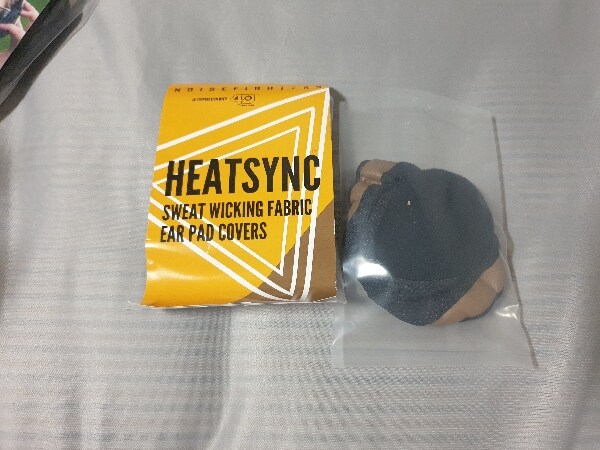 HEATSYNC
SWEAT WICKING FABRIC
EAR PAD COVERS